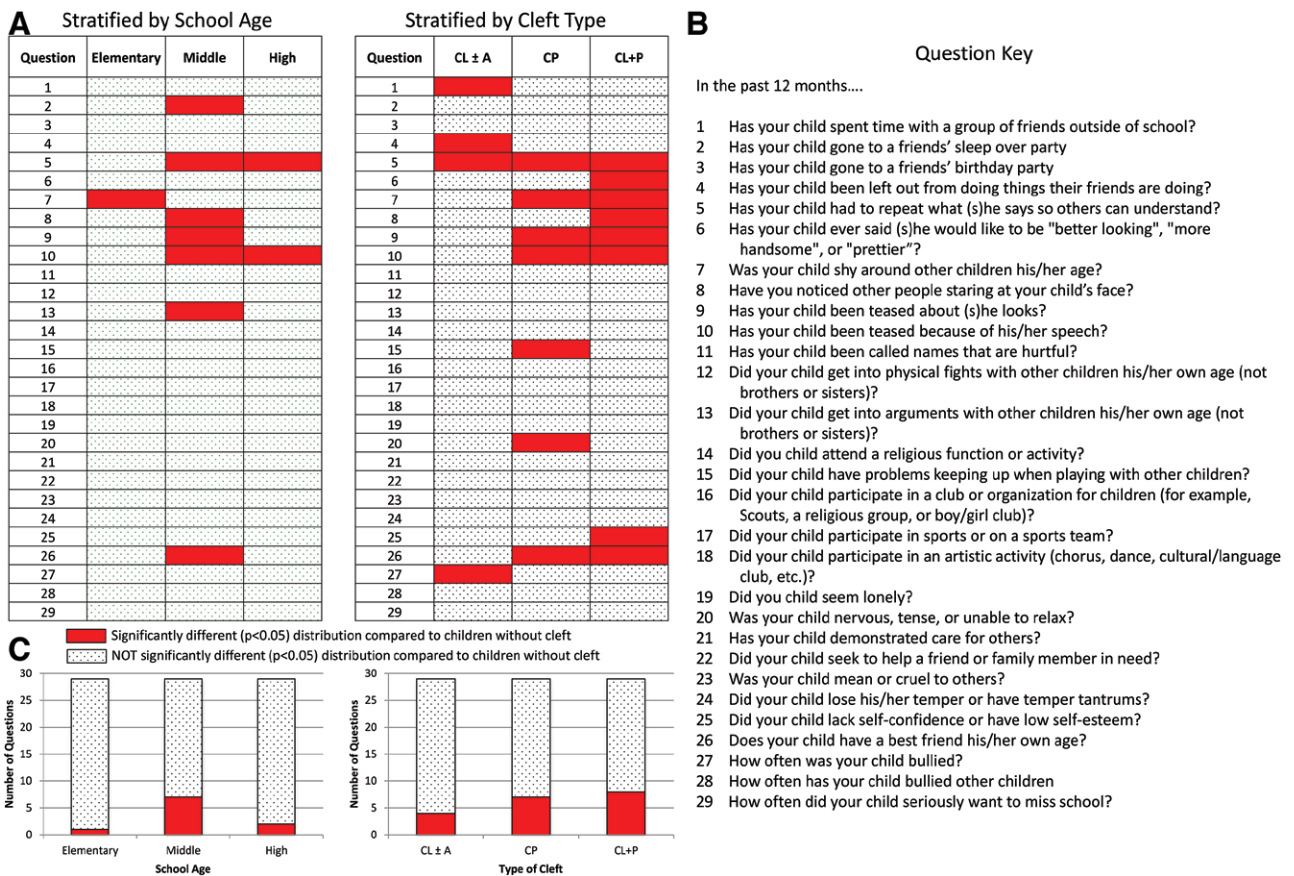 A
Stratified by School Age
Stratified by Cleft Type
Question Elementary Middle High
1
2
3
4
5
6
7
8
9
10
11
12
13
14
15
16
17
18
19
20
21
22
23
24
25
26
27
28
29
Question CL ± A CP CL+P
1
2
3
4
5
6
7
8
9
10
11
12
13
14
15
16
17
18
19
20
21
22
23
24
25
26
27
28
29
Significantly different (p<0.05) distribution compared to children without cleft
NOT significantly different (p<0.05) distribution compared to children without cleft
B
Question Key
In the past 12 months....
1 Has your child spent time with a group of friends outside of school?
2 Has your child gone to a friends' sleep over party
3 Has your child gone to a friends' birthday party
4 Has your child been left out from doing things their friends are doing?
5 Has your child had to repeat what (s)he says so others can understand?
6 Has your child ever said (s)he would like to be "better looking", "more
handsome", or "prettier"?
7 Was your child shy around other children his/her age?
8 Have you noticed other people staring at your child's face?
9 Has your child been teased about (s)he looks?
10 Has your child been teased because of his/her speech?
11 Has your child been called names that are hurtful?
12 Did your child get into physical fights with other children his/her own age (not
brothers or sisters)?
13 Did your child get into arguments with other children his/her own age (not
brothers or sisters)?
14 Did you child attend a religious function or activity?
15 Did your child have problems keeping up when playing with other children?
16 Did your child participate in a club or organization for children (for example,
Scouts, a religious group, or boy/girl club)?
17 Did your child participate in sports or on a sports team?
18 Did your child participate in an artistic activity (chorus, dance, cultural/language
club, etc.)?
19 Did you child seem lonely?
20 Was your child nervous, tense, or unable to relax?
21 Has your child demonstrated care for others?
22 Did your child seek to help a friend or family member in need?
23 Was your child mean or cruel to others?
24 Did your child lose his/her temper or have temper tantrums?
25 Did your child lack self-confidence or have low self-esteem?
26 Does your child have a best friend his/her own age?
27 How often was your child bullied?
28 How often has your child bullied other children
29 How often did your child seriously want to miss school?
C
Number of Questions
30
25
20
15
10
5
0
Elementary Middle High
School Age
Number of Questions
30
25
20
15
10
5
0
CL ± A CP CL+P
Type of Cleft